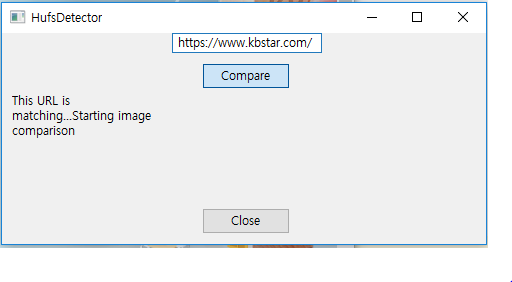 HufsDetector
https://www.kbstar.com/
Compare
This URL is
matching...Starting image
comparison
Close